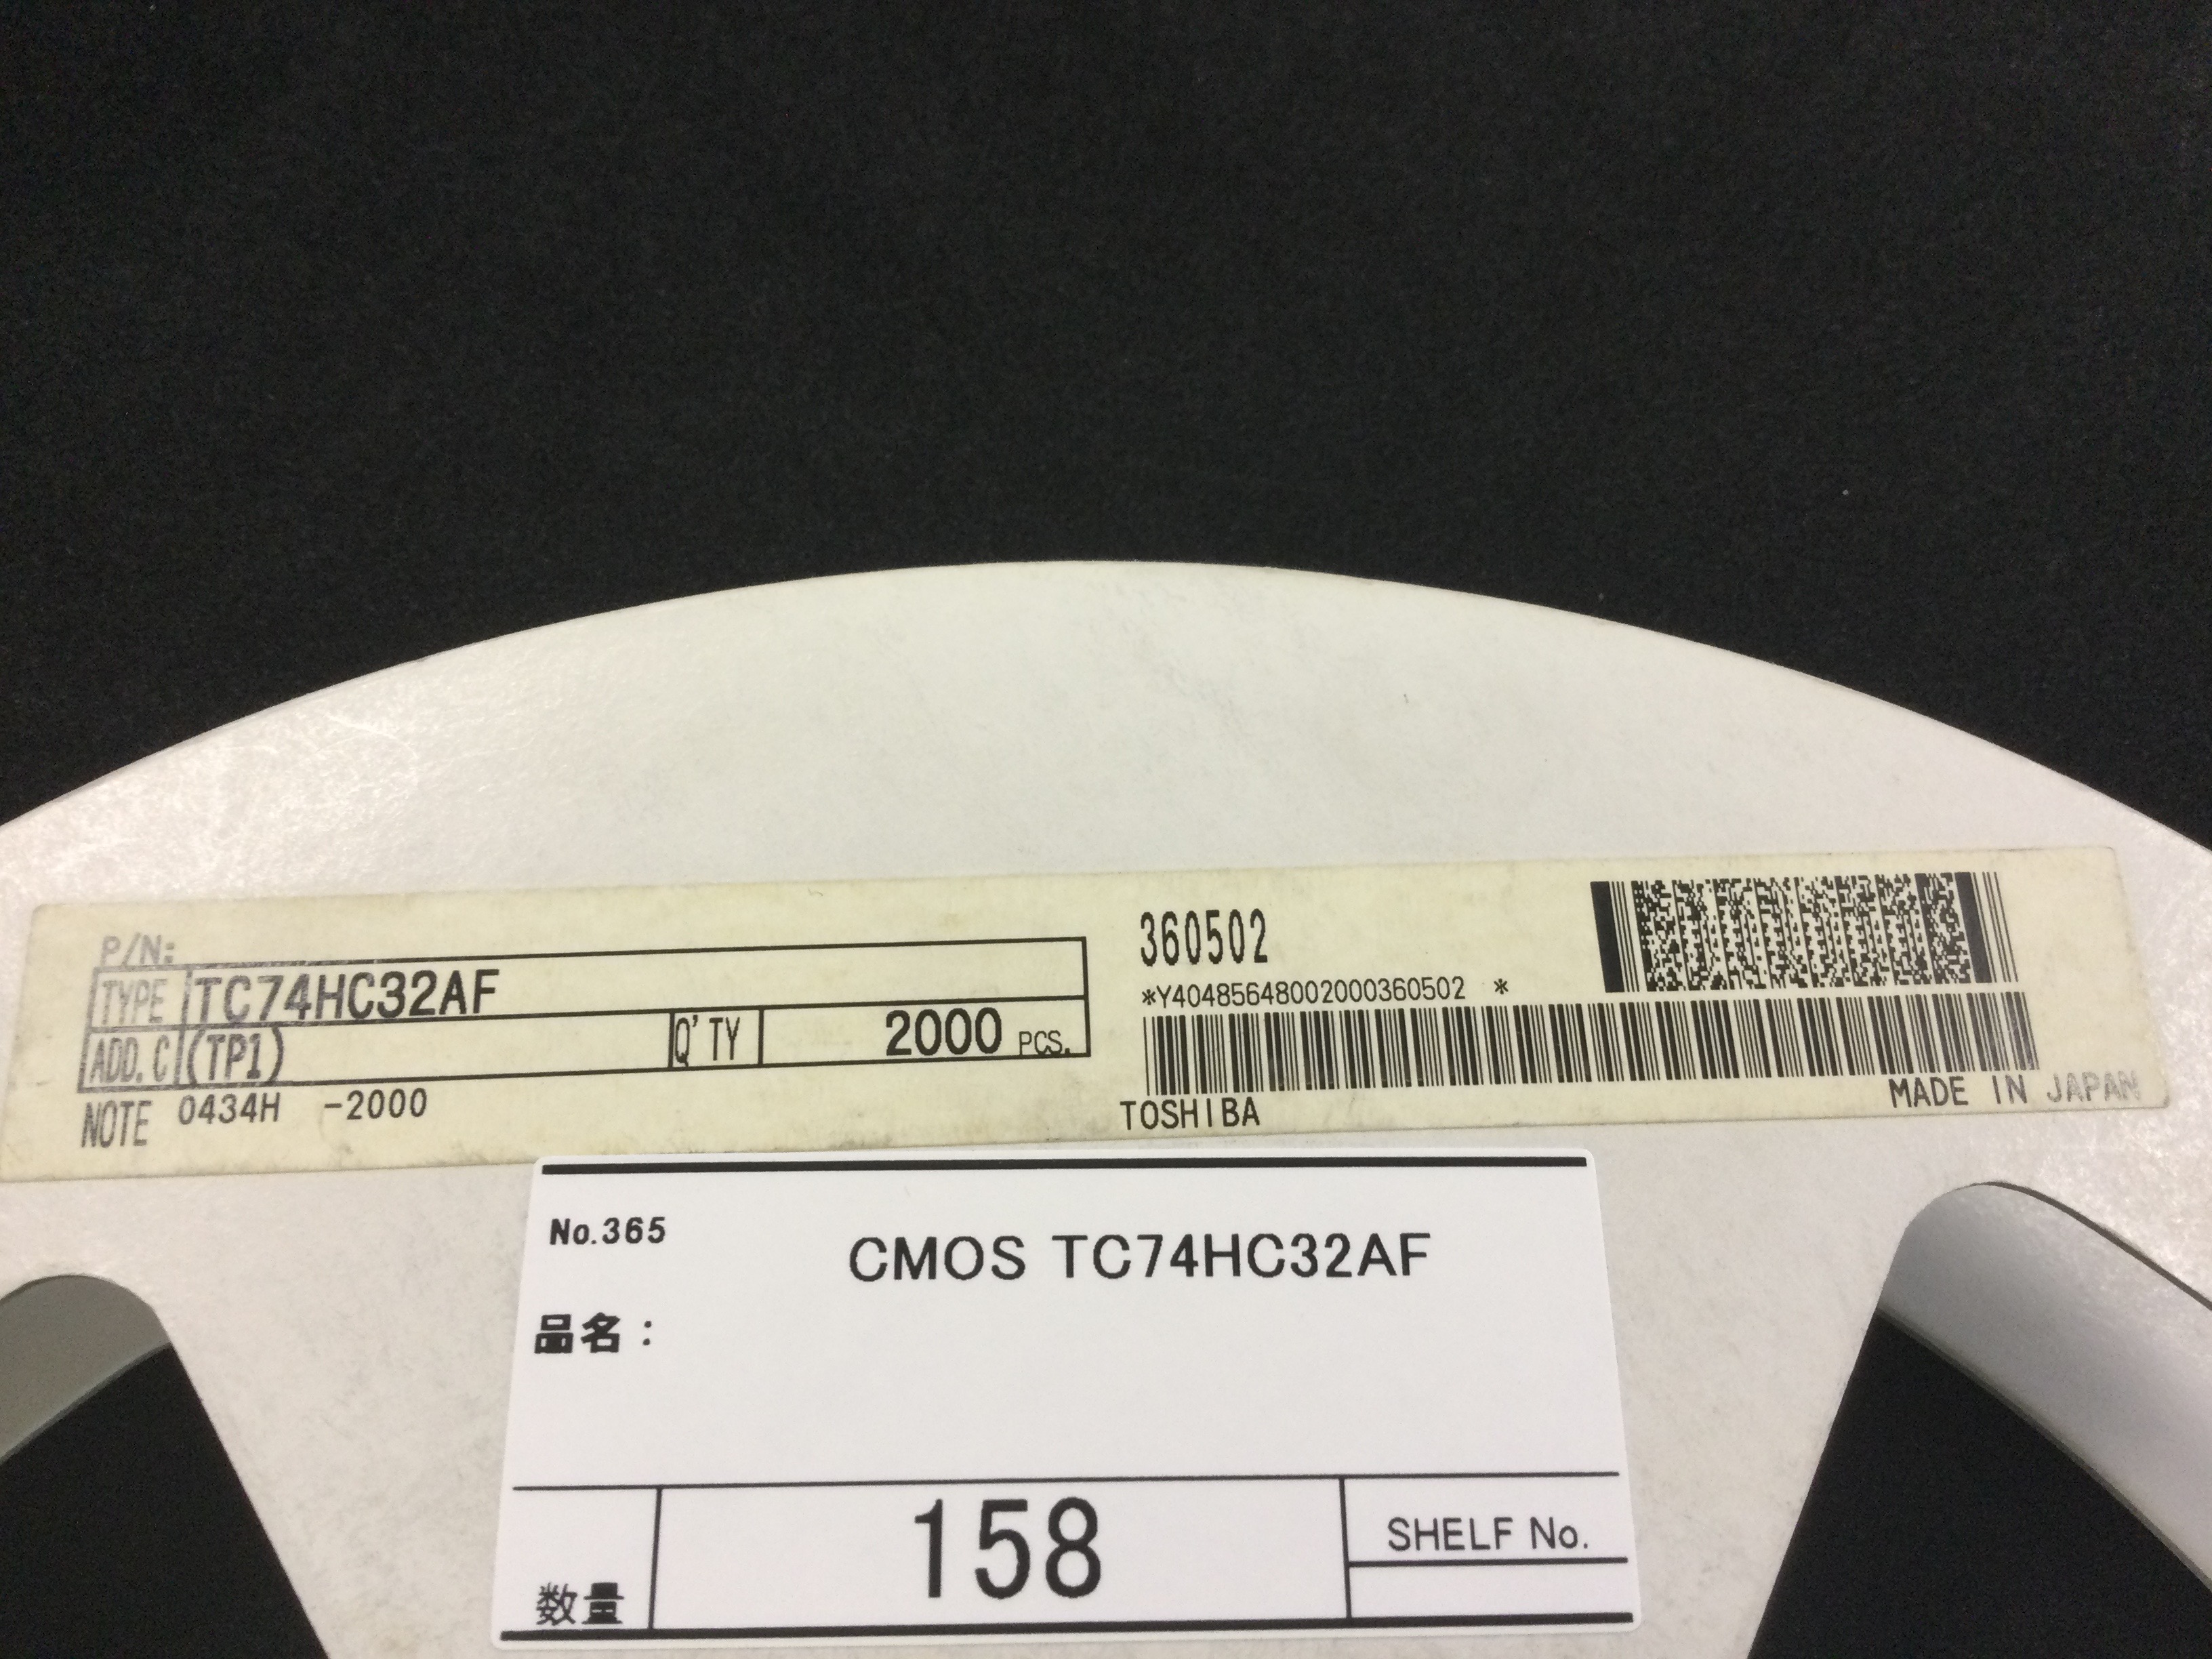 P/N:
TYPE TC74HC32AF
ADD.C (TP1) Q'TY 2000 PCS.
NOTE 0434H -2000
360502
*Y40485648002000360502 *
TOSHIBA MADE IN JAPAN
No.365
CMOS TC74HC32AF
品名：
数量 158 SHELF No.